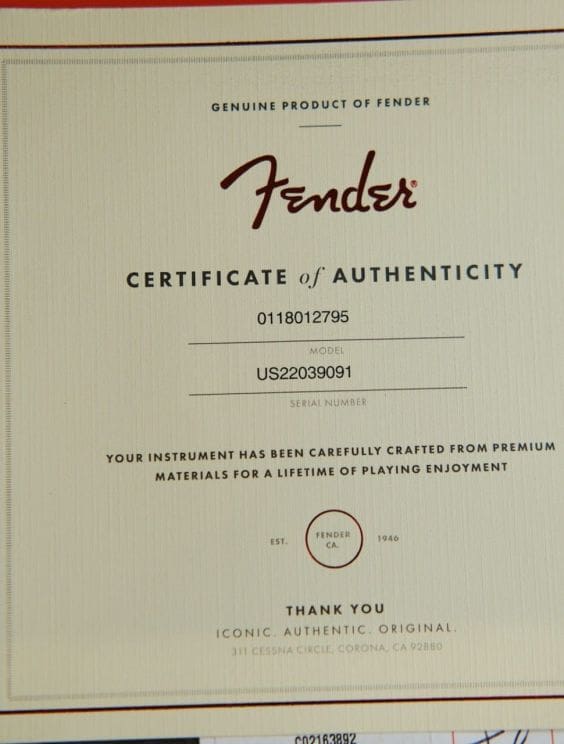 GENUINE PRODUCT OF FENDER
Fender®
CERTIFICATE of AUTHENTICITY
0118012795
MODEL
US22039091
SERIAL NUMBER
YOUR INSTRUMENT HAS BEEN CAREFULLY CRAFTED FROM PREMIUM
MATERIALS FOR A LIFETIME OF PLAYING ENJOYMENT
EST.
FENDER
CA.
1946
THANK YOU
ICONIC. AUTHENTIC. ORIGINAL.
311 CESSNA CIRCLE, CORONA, CA 92880
C02163892